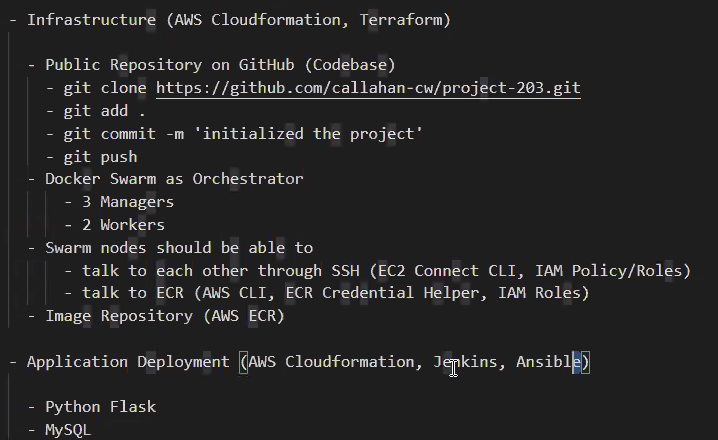 - Infrastructure (AWS Cloudformation, Terraform)
- Public Repository on GitHub (Codebase)
- git clone https://github.com/callahan-cw/project-203.git
- git add .
- git commit -m 'initialized the project'
- git push
- Docker Swarm as Orchestrator
- 3 Managers
- 2 Workers
- Swarm nodes should be able to
- talk to each other through SSH (EC2 Connect CLI, IAM Policy/Roles)
- talk to ECR (AWS CLI, ECR Credential Helper, IAM Roles)
- Image Repository (AWS ECR)
- Application Deployment (AWS Cloudformation, Jenkins, Ansible)
- Python Flask
- MySQL